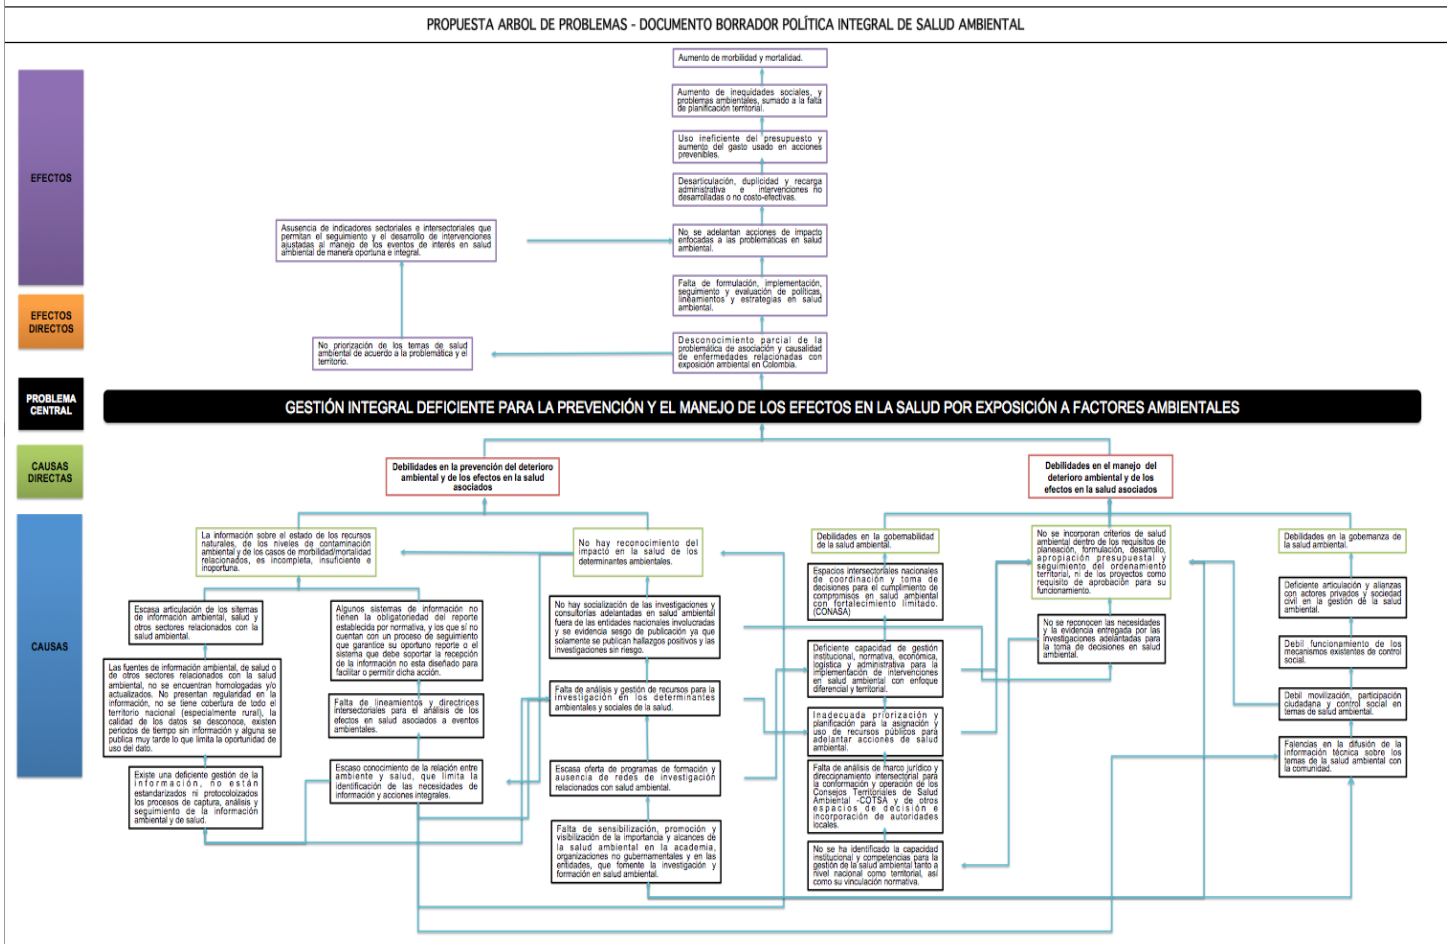 PROPUESTA ARBOL DE PROBLEMAS - DOCUMENTO BORRADOR POLÍTICA INTEGRAL DE SALUD AMBIENTAL
EFECTOS
Aumento de morbilidad y mortalidad.
Aumento de inequidades sociales, y
problemas ambientales, sumado a la falta
de planificación territorial.
Uso ineficiente del presupuesto y
aumento del gasto usado en acciones
prevenibles.
Desarticulación, duplicidad y recarga
administrativa e intervenciones no
desarrolladas o no costo-efectivas.
Asusencia de indicadores sectoriales e intersectoriales que
permitan el seguimiento y el desarrollo de intervenciones
ajustadas al manejo de los eventos de interés en salud
ambiental de manera oportuna e integral.
No se adelantan acciones de impacto
enfocadas a las problemáticas en salud
ambiental.
Falta de formulación, implementación,
seguimiento y evaluación de políticas,
lineamientos y estrategias en salud
ambiental.
EFECTOS
DIRECTOS
No priorización de los temas de salud
ambiental de acuerdo a la problemática y el
territorio.
Desconocimiento parcial de la
problemática de asociación y causalidad
de enfermedades relacionadas con
exposición ambiental en Colombia.
PROBLEMA
CENTRAL
GESTIÓN INTEGRAL DEFICIENTE PARA LA PREVENCIÓN Y EL MANEJO DE LOS EFECTOS EN LA SALUD POR EXPOSICIÓN A FACTORES AMBIENTALES
CAUSAS
DIRECTAS
Debilidades en la prevención del deterioro
ambiental y de los efectos en la salud
asociados
Debilidades en el manejo del
deterioro ambiental y de los
efectos en la salud asociados
CAUSAS
La información sobre el estado de los recursos
naturales, de los niveles de contaminación
ambiental y de los casos de morbilidad/mortalidad
relacionados, es incompleta, insuficiente e
inoportuna.
No hay reconocimiento del
impacto en la salud de los
determinantes ambientales.
Debilidades en la gobernabilidad
de la salud ambiental.
No se incorporan criterios de salud
ambiental dentro de los requisitos de
planeación, formulación, desarrollo,
apropiación presupuestal y
seguimiento del ordenamiento
territorial, ni de los proyectos como
requisito de aprobación para su
funcionamiento.
Debilidades en la gobernanza de
la salud ambiental.
Escasa articulación de los sitemas
de información ambiental, salud y
otros sectores relacionados con la
salud ambiental.
Las fuentes de información ambiental, de salud o
de otros sectores relacionados con la salud
ambiental, no se encuentran homologadas y/o
actualizados. No presentan regularidad en la
información, no se tiene cobertura de todo el
territorio nacional (especialmente rural), la
calidad de los datos se desconoce, existen
periodos de tiempo sin información y alguna se
publica muy tarde lo que limita la oportunidad de
uso del dato.
Existe una deficiente gestión de la
información, no están
estandarizados ni protocoloizados
los procesos de captura, análisis y
seguimiento de la información
ambiental y de salud.
Algunos sistemas de información no
tienen la obligatoriedad del reporte
establecida por normativa, y los que sí no
cuentan con un proceso de seguimiento
que garantice su oportuno reporte o el
sistema que debe soportar la recepción
de la información no esta diseñado para
facilitar o permitir dicha acción.
Falta de lineamientos y directrices
intersectoriales para el análisis de los
efectos en salud asociados a eventos
ambientales.
Escaso conocimiento de la relación entre
ambiente y salud, que limita la
identificación de las necesidades de
información y acciones integrales.
No hay socialización de las investigaciones y
consultorías adelantadas en salud ambiental
fuera de las entidades nacionales involucradas
y se evidencia sesgo de publicación ya que
solamente se publican hallazgos positivos y las
investigaciones sin riesgo.
Falta de análisis y gestión de recursos para la
investigación en los determinantes
ambientales y sociales de la salud.
Escasa oferta de programas de formación y
ausencia de redes de investigación
relacionados con salud ambiental.
Falta de sensibilización, promoción y
visibilización de la importancia y alcances de
la salud ambiental en la academia,
organizaciones no gubernamentales y en las
entidades, que fomente la investigación y
formación en salud ambiental.
Espacios intersectoriales nacionales
de coordinación y toma de
decisiones para el cumplimiento de
compromisos en salud ambiental
con fortalecimiento limitado.
(CONASA)
Deficiente capacidad de gestión
institucional, normativa, económica,
logística y administrativa para la
implementación de intervenciones
en salud ambiental con enfoque
diferencial y territorial.
Inadecuada priorización y
planificación para la asignación y
uso de recursos públicos para
adelantar acciones de salud
ambiental.
Falta de análisis de marco jurídico y
direccionamiento intersectorial para
la conformación y operación de los
Consejos Territoriales de Salud
Ambiental -COTSA y de otros
espacios de decisión e
incorporación de autoridades
locales.
No se ha identificado la capacidad
institucional y competencias para la
gestión de la salud ambiental tanto a
nivel nacional como territorial, así
como su vinculación normativa.
No se reconocen las necesidades
y la evidencia entregada por las
investigaciones adelantadas para
la toma de decisiones en salud
ambiental.
Deficiente articulación y alianzas
con actores privados y sociedad
civil en la gestión de la salud
ambiental.
Debil funcionamiento de los
mecanismos existentes de control
social.
Debil movilización, participación
ciudadana y control social en
temas de salud ambiental.
Falencias en la difusión de la
información técnica sobre los
temas de la salud ambiental con
la comunidad.